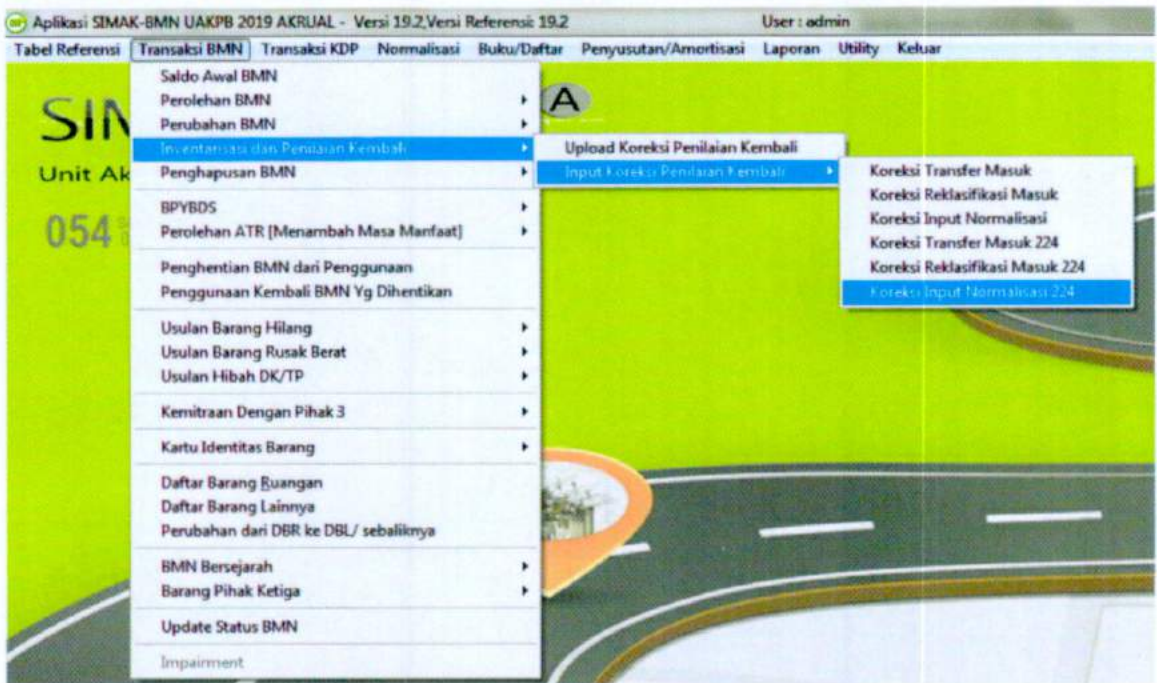 Aplikasi SIMAK-BMN UAKPB 2019 AKRUAL - Versi 19.2,Versi Referensi: 19.2 User : admin
Tabel Referensi Transaksi BMN Transaksi KDP Normalisasi Buku/Daftar Penyusutan/Amortisasi Laporan Utility Keluar
SIM
A
Unit Ak
054
Saldo Awal BMN
Perolehan BMN
Perubahan BMN
Inventarisasi dan Penilaian Kembali
Penghapusan BMN
BPYBDS
Perolehan ATR [Menambah Masa Manfaat]
Penghentian BMN dari Penggunaan
Penggunaan Kembali BMN Yg Dihentikan
Usulan Barang Hilang
Usulan Barang Rusak Berat
Usulan Hibah DK/TP
Kemitraan Dengan Pihak 3
Kartu Identitas Barang
Daftar Barang Ruangan
Daftar Barang Lainnya
Perubahan dari DBR ke DBL/ sebaliknya
BMN Bersejarah
Barang Pihak Ketiga
Update Status BMN
Impairment
Upload Koreksi Penilaian Kembali
Input Koreksi Penilaian Kembali
Koreksi Transfer Masuk
Koreksi Reklasifikasi Masuk
Koreksi Input Normalisasi
Koreksi Transfer Masuk 224
Koreksi Reklasifikasi Masuk 224
Koreksi Input Normalisasi 224